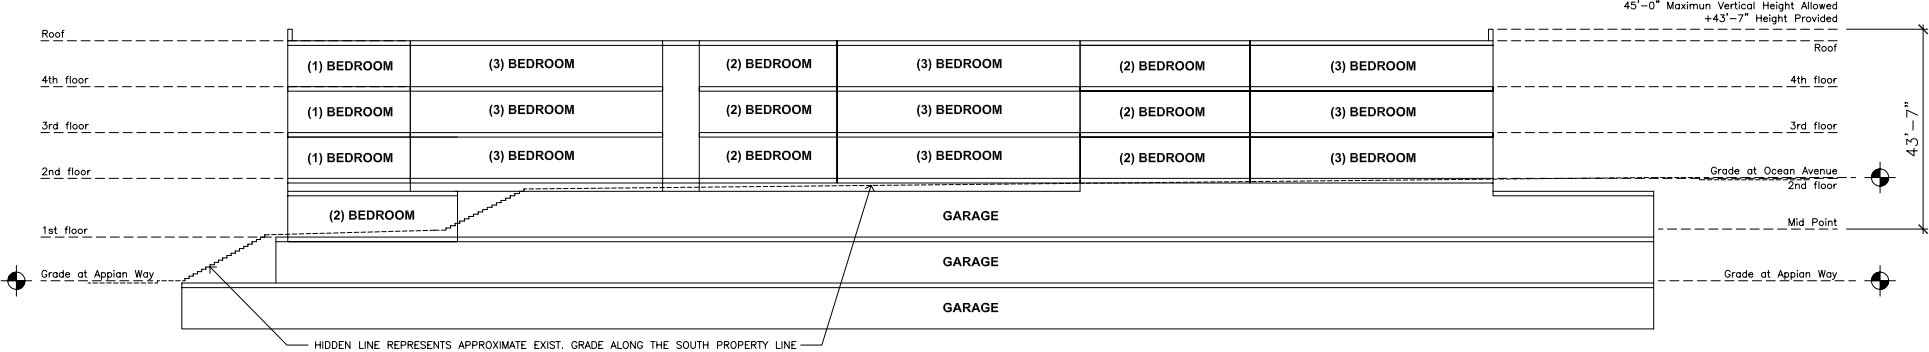 45'-0" Maximun Vertical Height Allowed
+43'-7" Height Provided
Roof
Roof
(1) BEDROOM
(3) BEDROOM
(2) BEDROOM
(3) BEDROOM
(2) BEDROOM
(3) BEDROOM
4th floor
4th floor
(1) BEDROOM
(3) BEDROOM
(2) BEDROOM
(3) BEDROOM
(2) BEDROOM
(3) BEDROOM
3rd floor
3rd floor
43'-7"
(1) BEDROOM
(3) BEDROOM
(2) BEDROOM
(3) BEDROOM
(2) BEDROOM
(3) BEDROOM
2nd floor
Grade at Ocean Avenue
2nd floor
(2) BEDROOM
GARAGE
1st floor
Mid Point
GARAGE
Grade at Appian Way
Grade at Appian Way
GARAGE
HIDDEN LINE REPRESENTS APPROXIMATE EXIST. GRADE ALONG THE SOUTH PROPERTY LINE